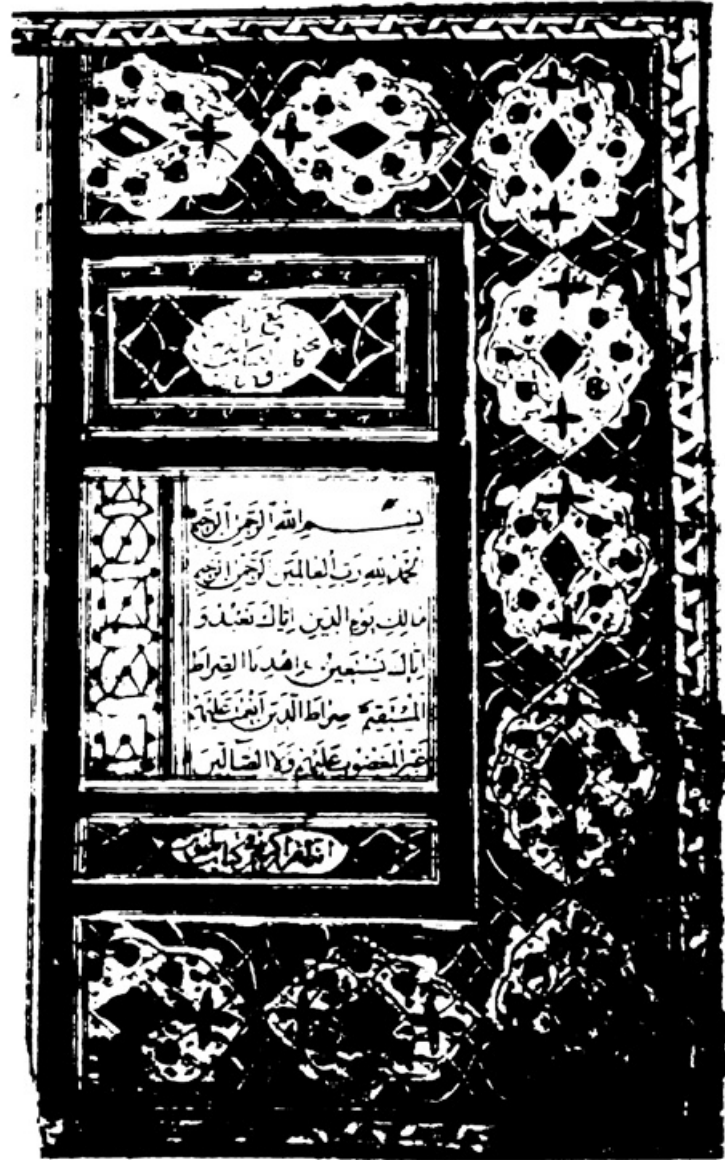 بسم الله الرحمن الرحيم
الحمد لله رب العالمين الرحمن الرحيم
مالك يوم الدين اياك نعبد و
اياك نستعين اهدنا الصراط
المستقيم صراط الذين انعمت عليهم
غير المغضوب عليهم ولا الضالين